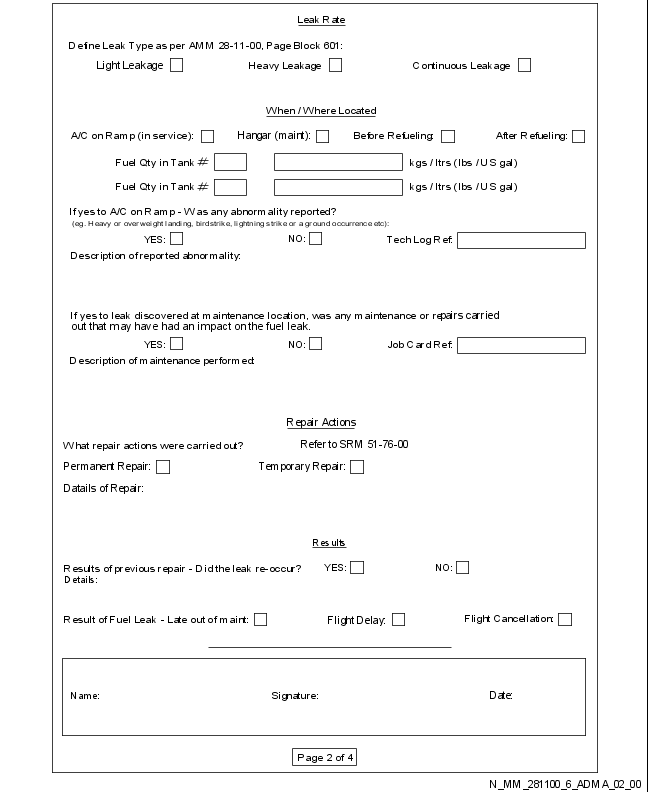 Leak Rate
Define Leak Type as per AMM 28-11-00, Page Block 601:
Light Leakage Heavy Leakage Continuous Leakage
When / Where Located
A/C on Ramp (in service): Hangar (maint): Before Refueling: After Refueling:
Fuel Qty in Tank # kgs / ltrs (lbs / US gal)
Fuel Qty in Tank # kgs / ltrs (lbs / US gal)
If yes to A/C on Ramp - Was any abnormality reported?
(eg. Heavy or overweight landing, birdstrike, lightning strike or a ground occurrence etc):
YES: NO: Tech Log Ref:
Description of reported abnormality:
If yes to leak discovered at maintenance location, was any maintenance or repairs carried
out that may have had an impact on the fuel leak.
YES: NO: Job Card Ref:
Description of maintenance performed:
Repair Actions
What repair actions were carried out? Refer to SRM 51-76-00
Permanent Repair: Temporary Repair:
Datails of Repair:
Results
Results of previous repair - Did the leak re-occur? YES: NO:
Details:
Result of Fuel Leak - Late out of maint: Flight Delay: Flight Cancellation:
Name: Signature: Date:
Page 2 of 4
N_MM_281100_6_ADMA_02_00